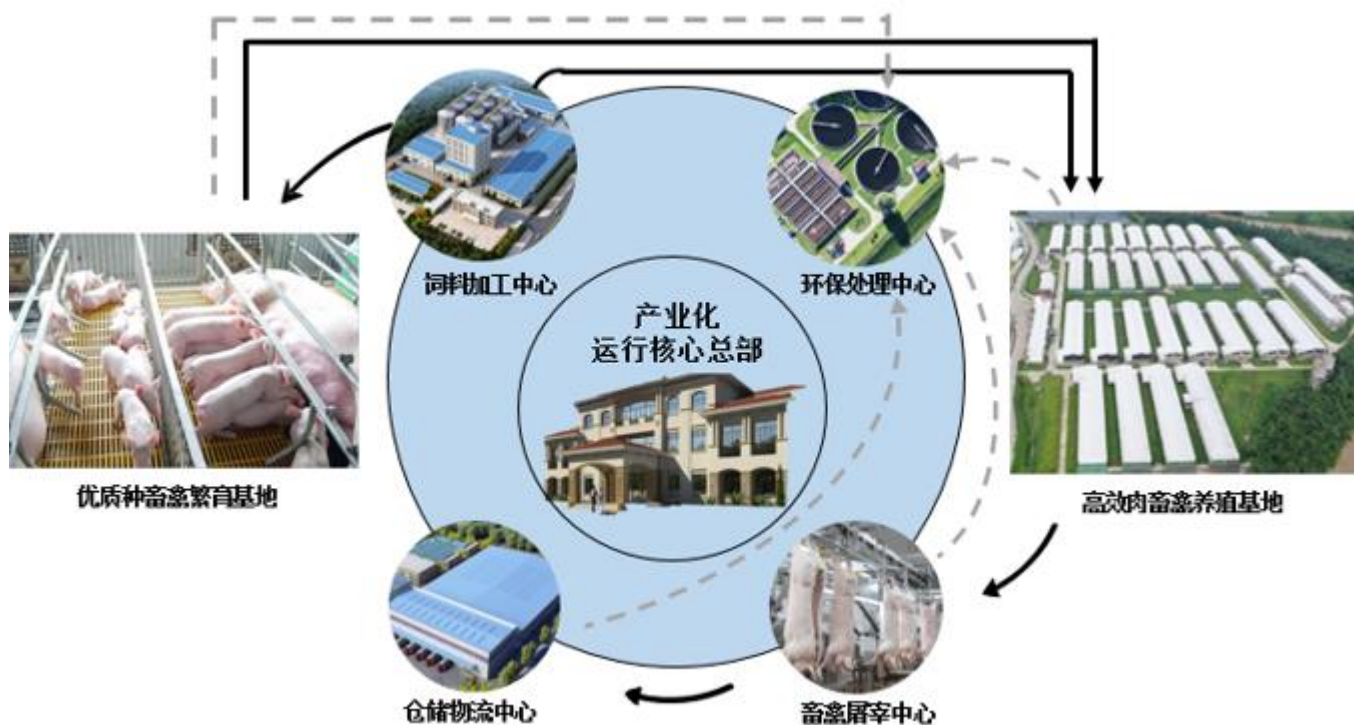 饲料加工中心
环保处理中心
产业化
运行核心总部
优质种畜禽繁育基地
高效肉畜禽养殖基地
仓储物流中心
畜禽屠宰中心